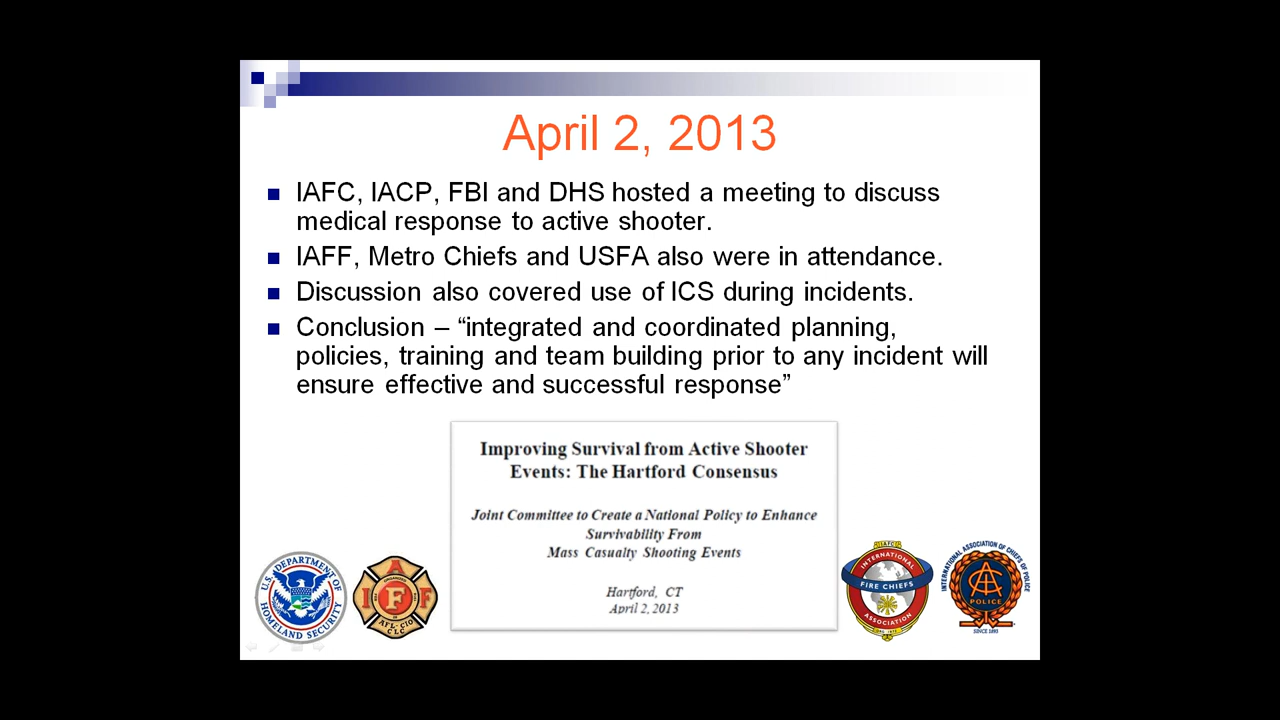 April 2, 2013
IAFC, IACP, FBI and DHS hosted a meeting to discuss
medical response to active shooter.
IAFF, Metro Chiefs and USFA also were in attendance.
Discussion also covered use of ICS during incidents.
Conclusion – “integrated and coordinated planning,
policies, training and team building prior to any incident will
ensure effective and successful response”
Improving Survival from Active Shooter
Events: The Hartford Consensus
Joint Committee to Create a National Policy to Enhance
Survivability From
Mass Casualty Shooting Events
Hartford, CT
April 2, 2013
U.S. DEPARTMENT OF
HOMELAND SECURITY
I A F F
AFL-CIO
CLC
IAFC
INTERNATIONAL
FIRE CHIEFS
ASSOCIATION
INTERNATIONAL ASSOCIATION OF CHIEFS OF POLICE
POLICE
SINCE 1893